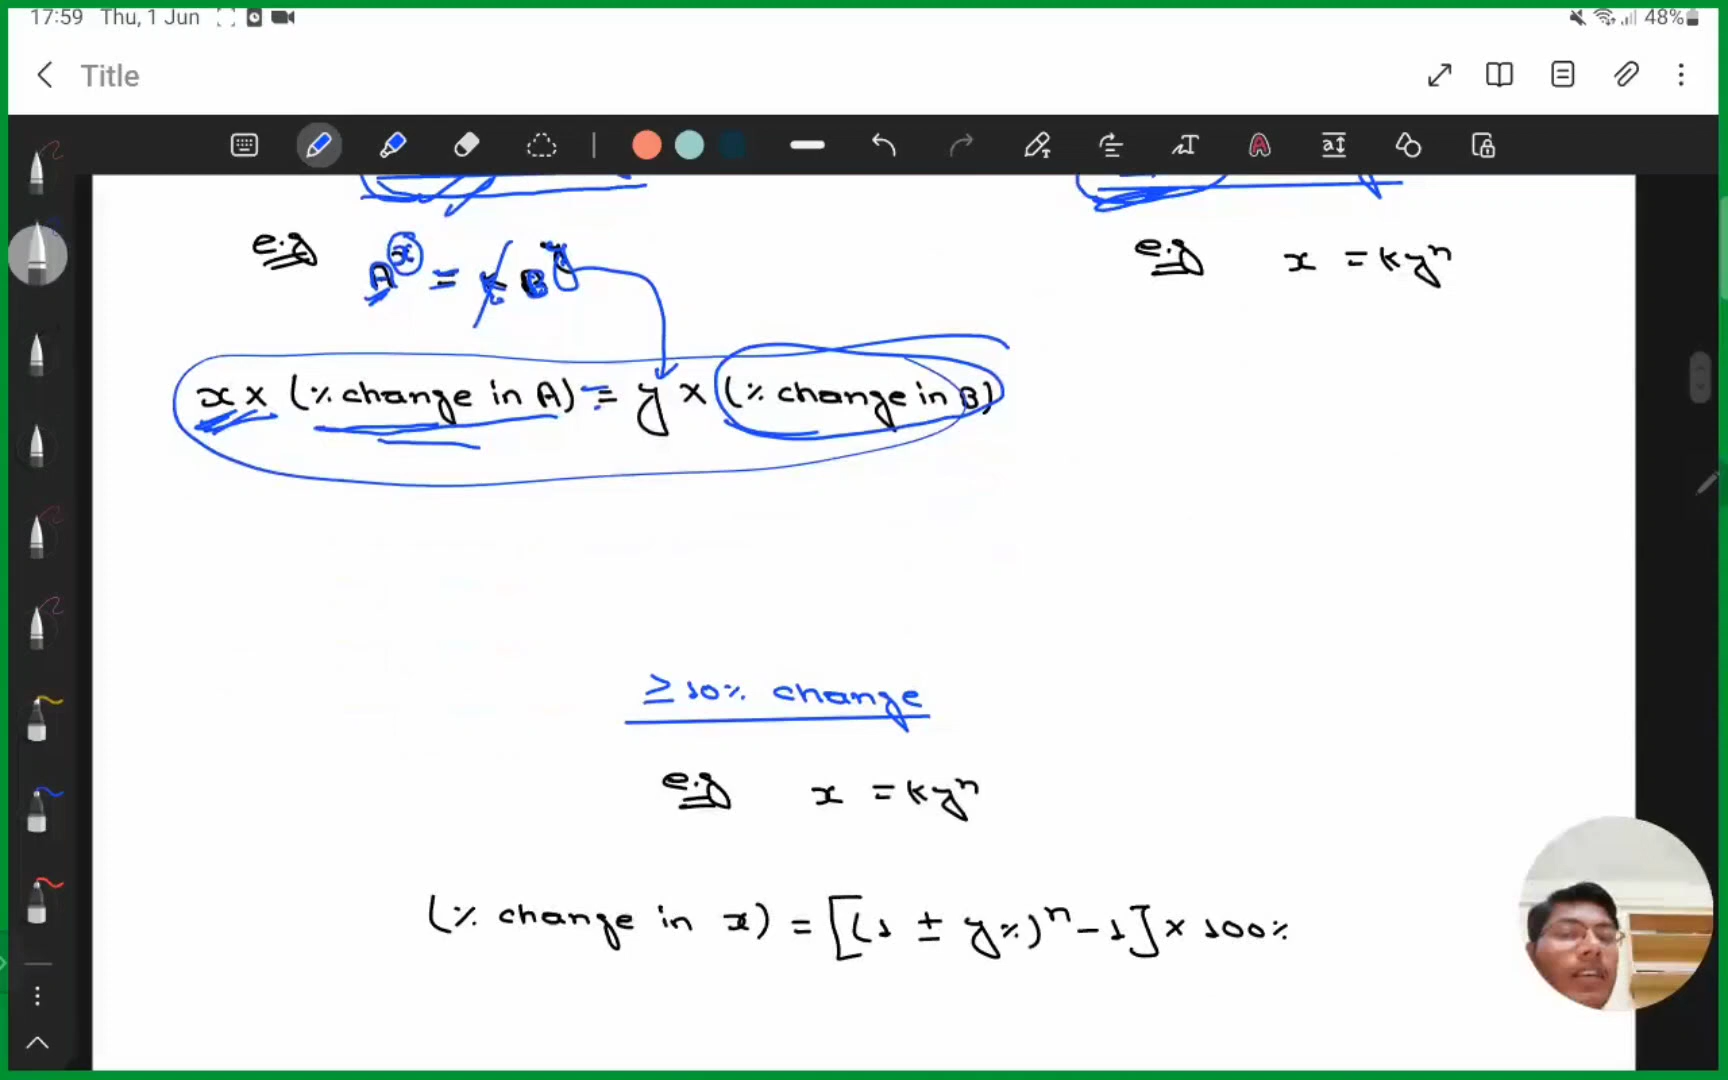 17:59 Thu, 1 Jun 48%
Title
e.g A^x = k B^y
e.g x = ky^n
x × (% change in A) = y × (% change in B)
≥ 10% change
e.g x = ky^n
(% change in x) = [(1 ± y%)^n - 1] × 100%